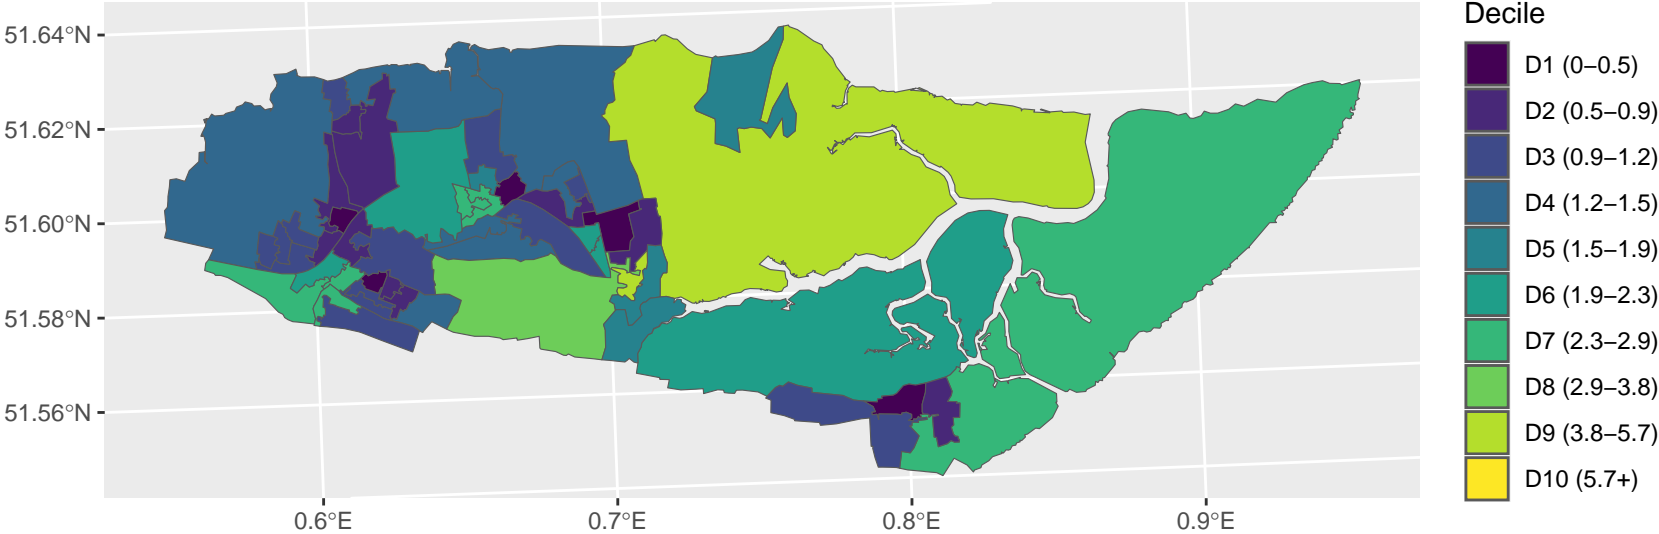 51.64°N
51.62°N
51.60°N
51.58°N
51.56°N
0.6°E
0.7°E
0.8°E
0.9°E
Decile
D1 (0−0.5)
D2 (0.5−0.9)
D3 (0.9−1.2)
D4 (1.2−1.5)
D5 (1.5−1.9)
D6 (1.9−2.3)
D7 (2.3−2.9)
D8 (2.9−3.8)
D9 (3.8−5.7)
D10 (5.7+)